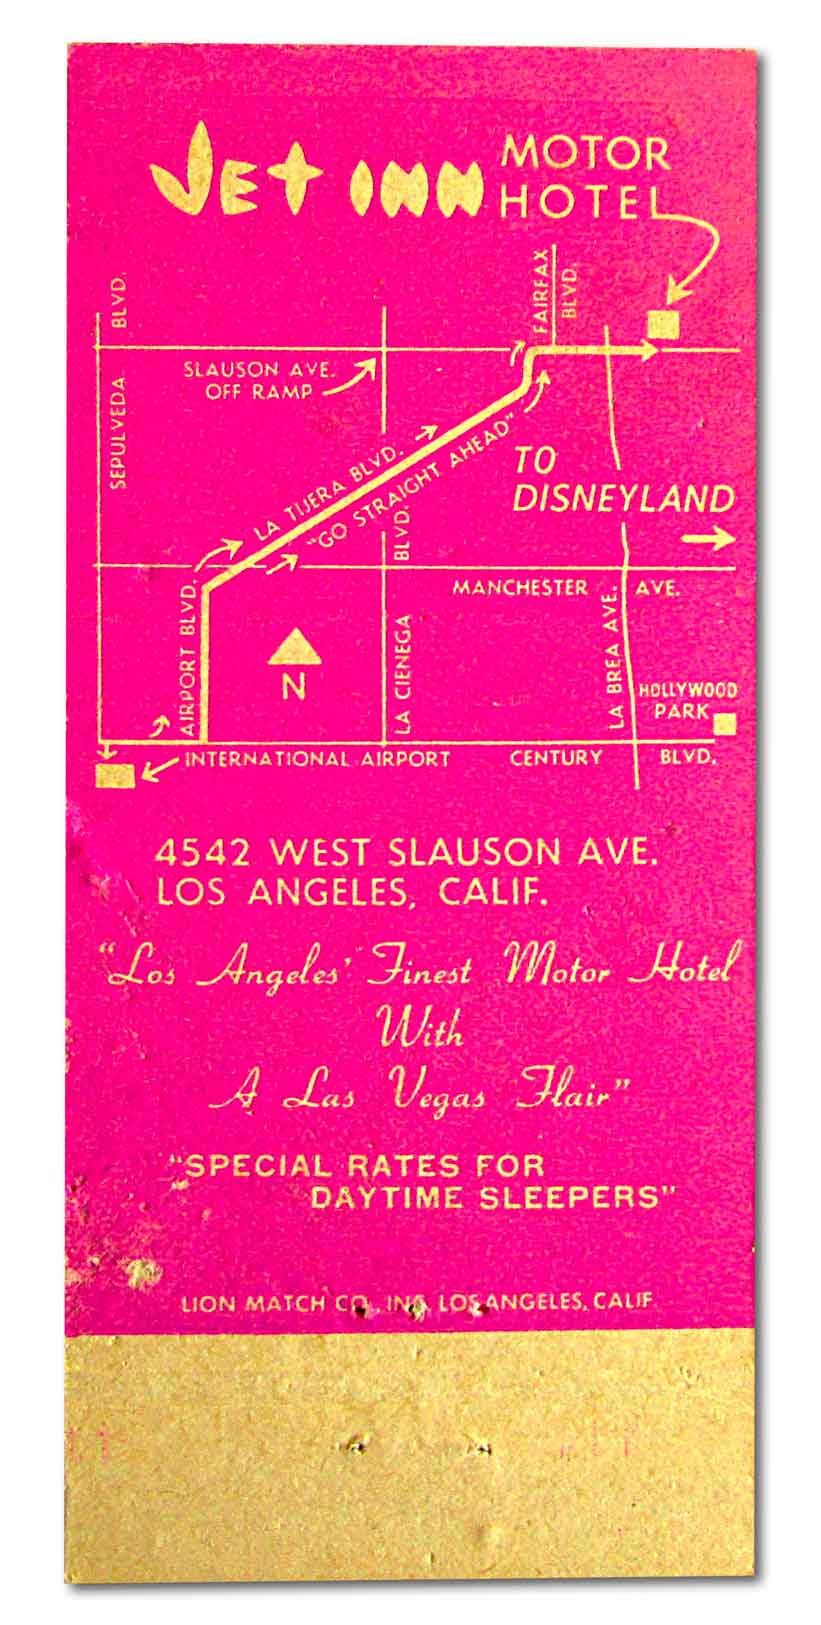 JET INN MOTOR HOTEL
FAIRFAX BLVD.
SEPULVEDA BLVD.
SLAUSON AVE.
OFF RAMP
LA TIJERA BLVD.
"GO STRAIGHT AHEAD"
TO
DISNEYLAND
MANCHESTER AVE.
AIRPORT BLVD.
N
LA CIENEGA BLVD.
LA BREA AVE.
HOLLYWOOD
PARK
INTERNATIONAL AIRPORT
CENTURY BLVD.
4542 WEST SLAUSON AVE.
LOS ANGELES, CALIF.
"Los Angeles' Finest Motor Hotel
With
A Las Vegas Flair"
"SPECIAL RATES FOR
DAYTIME SLEEPERS"
LION MATCH CO., INC. LOS ANGELES, CALIF.